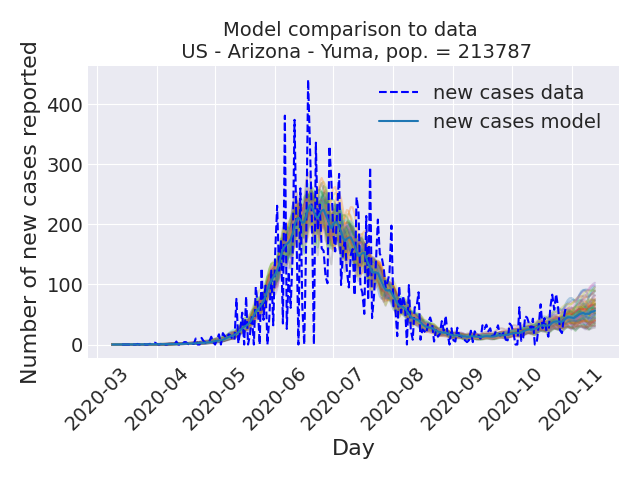 Model comparison to data
US - Arizona - Yuma, pop. = 213787
Number of new cases reported
400
300
200
100
0
new cases data
new cases model
2020-03
2020-04
2020-05
2020-06
2020-07
2020-08
2020-09
2020-10
2020-11
Day